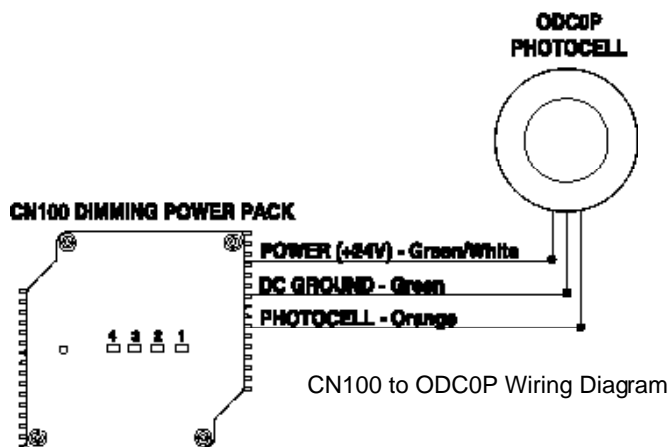 ODC0P
PHOTOCELL
CN100 DIMMING POWER PACK
POWER (+24V) - Green/White
DC GROUND - Green
PHOTOCELL - Orange
4 3 2 1
CN100 to ODC0P Wiring Diagram